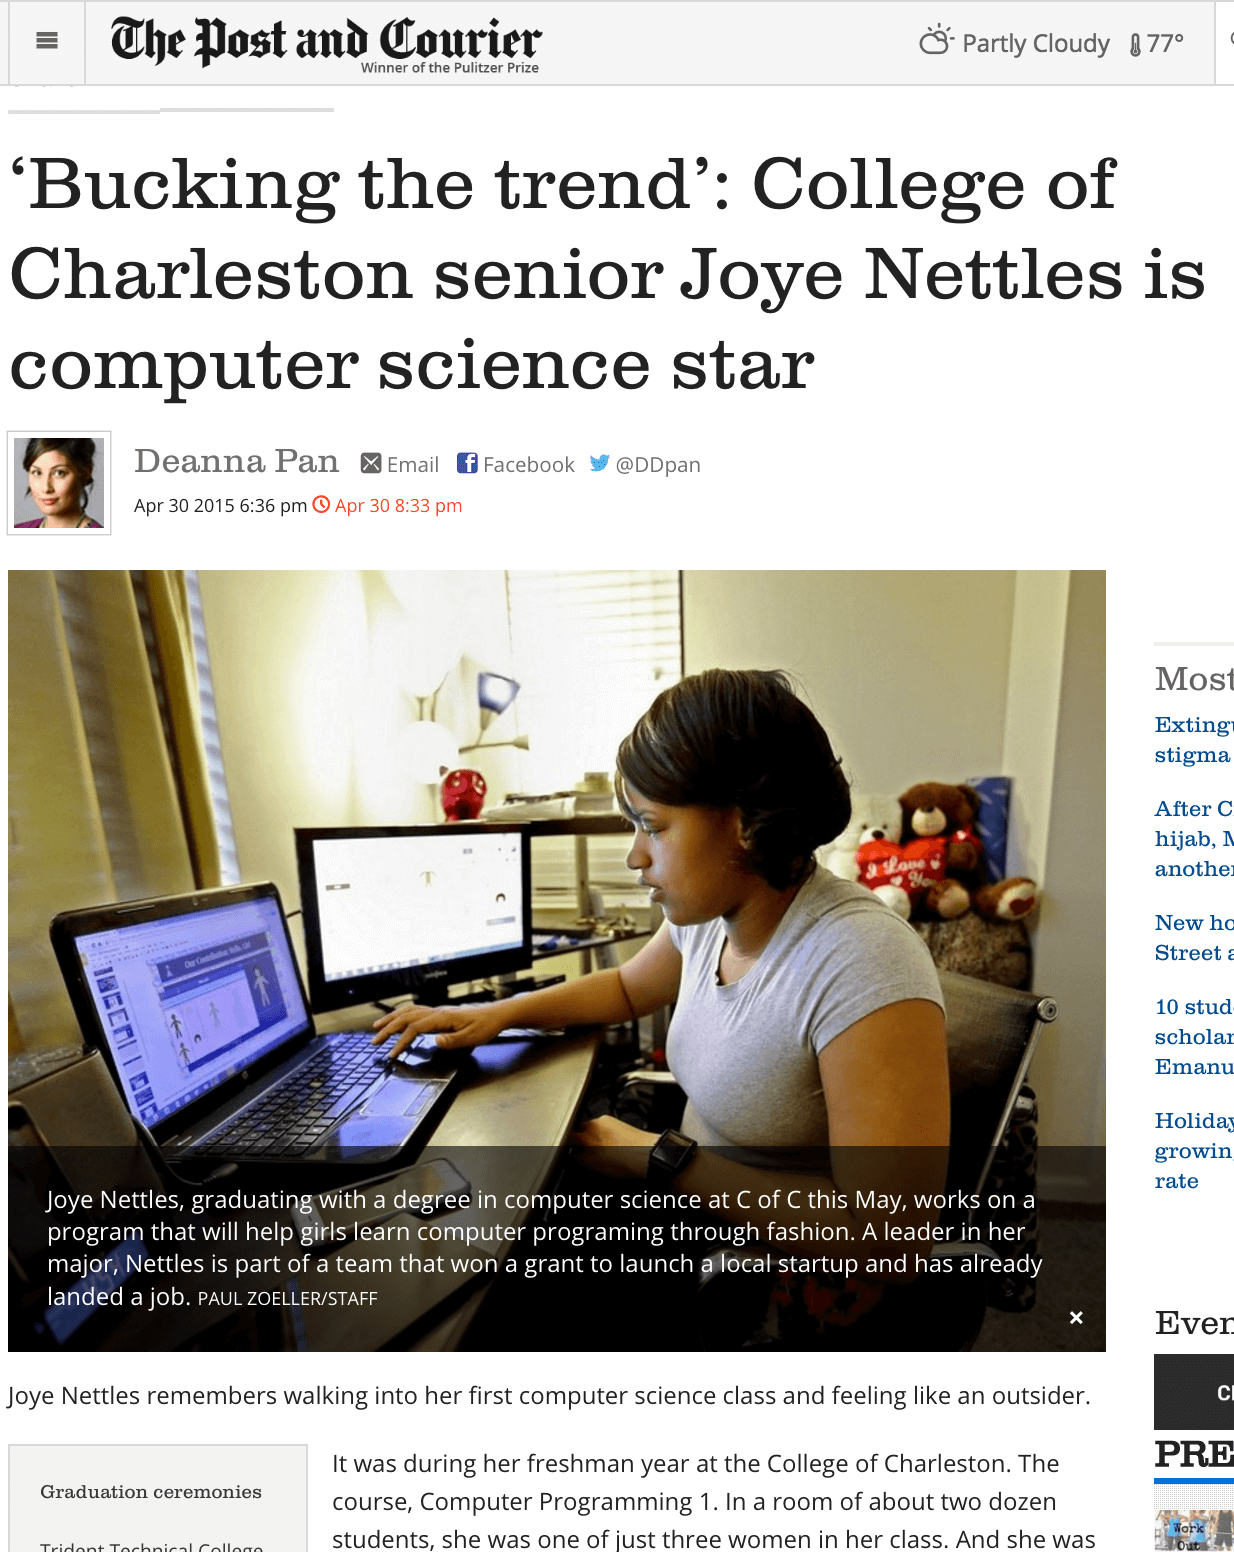 The Post and Courier
Winner of the Pulitzer Prize
Partly Cloudy 77°
‘Bucking the trend’: College of
Charleston senior Joye Nettles is
computer science star
Deanna Pan Email Facebook @DDpan
Apr 30 2015 6:36 pm Apr 30 8:33 pm
Our Contribution: Hello, Girl
I Love
You
Joye Nettles, graduating with a degree in computer science at C of C this May, works on a
program that will help girls learn computer programing through fashion. A leader in her
major, Nettles is part of a team that won a grant to launch a local startup and has already
landed a job. PAUL ZOELLER/STAFF
Joye Nettles remembers walking into her first computer science class and feeling like an outsider.
Graduation ceremonies
Trident Technical College
It was during her freshman year at the College of Charleston. The
course, Computer Programming 1. In a room of about two dozen
students, she was one of just three women in her class. And she was
Most
Extingu
stigma
After C
hijab, M
another
New ho
Street a
10 stud
scholar
Emanu
Holiday
growing
rate
Even
PRE
Work
Out